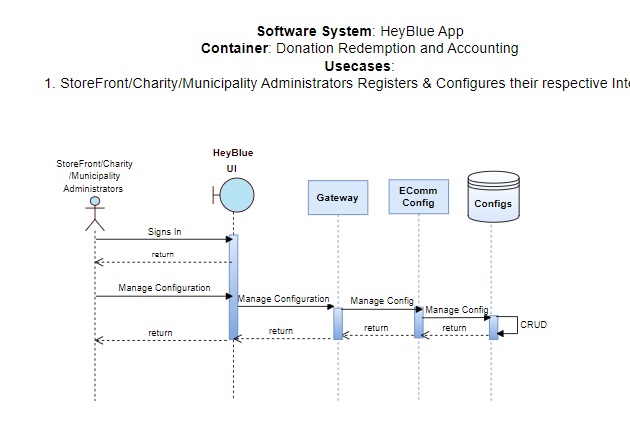 Software System: HeyBlue App
Container: Donation Redemption and Accounting
Usecases:
1. StoreFront/Charity/Municipality Administrators Registers & Configures their respective Int
StoreFront/Charity
/Municipality
Administrators
HeyBlue
UI
Gateway
EComm
Config
Configs
Signs In
return
Manage Configuration
Manage Configuration
Manage Config
Manage Config
CRUD
return
return
return
return